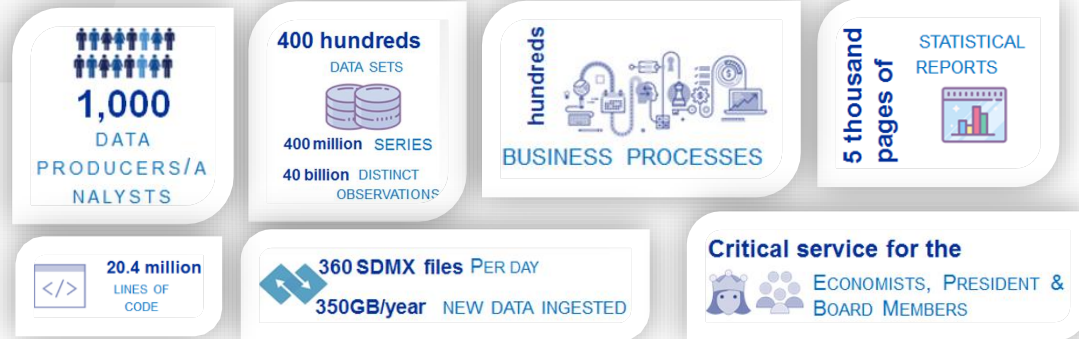 1,000
DATA
PRODUCERS/A
NALYSTS
400 hundreds
DATA SETS
400 million SERIES
40 billion DISTINCT
OBSERVATIONS
hundreds
BUSINESS PROCESSES
5 thousand
pages of
STATISTICAL
REPORTS
</>
20.4 million
LINES OF
CODE
360 SDMX files PER DAY
350GB/year NEW DATA INGESTED
Critical service for the
ECONOMISTS, PRESIDENT &
BOARD MEMBERS